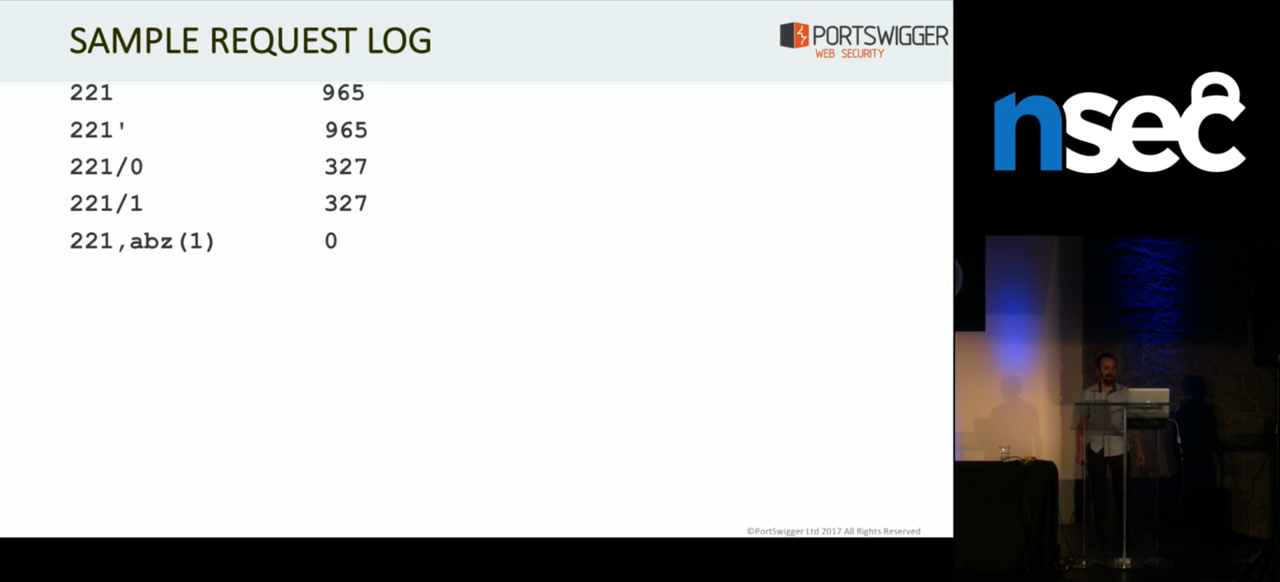 SAMPLE REQUEST LOG
PORTSWIGGER
WEB SECURITY
221 965
221' 965
221/0 327
221/1 327
221,abz(1) 0
©PortSwigger Ltd 2017 All Rights Reserved
nsec